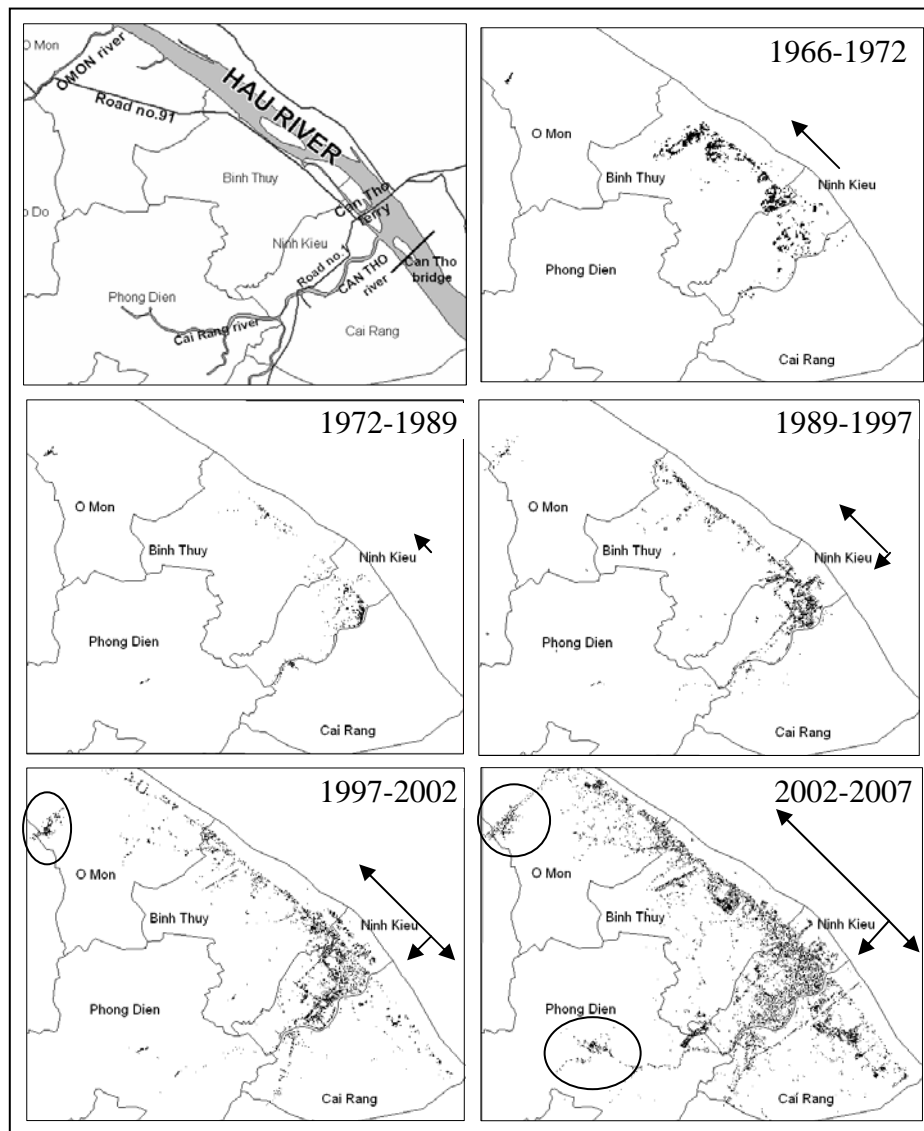 O Mon
OMON river
Road no.91
HAU RIVER
Binh Thuy
o Do
Can Tho
ferry
Ninh Kieu
Road no.1
CAN THO
river
Can Tho
bridge
Phong Dien
Cai Rang river
Cai Rang
1966-1972
O Mon
Binh Thuy
Ninh Kieu
Phong Dien
Cai Rang
1972-1989
O Mon
Binh Thuy
Ninh Kieu
Phong Dien
Cai Rang
1989-1997
O Mon
Binh Thuy
Ninh Kieu
Phong Dien
Cai Rang
1997-2002
O Mon
Binh Thuy
Ninh Kieu
Phong Dien
Cai Rang
2002-2007
O Mon
Binh Thuy
Ninh Kieu
Phong Dien
Cai Rang